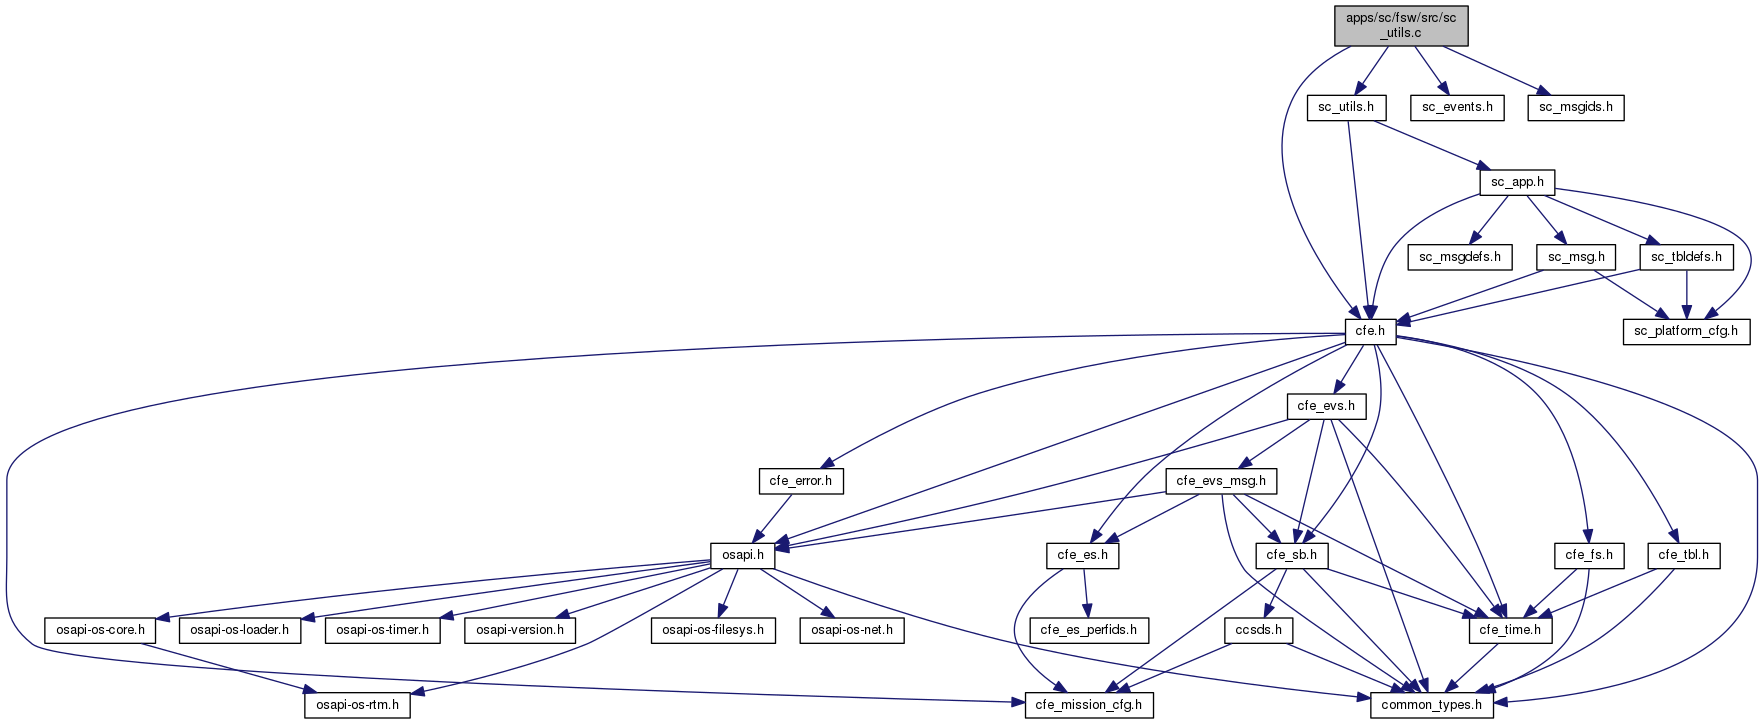 apps/sc/fsw/src/sc
_utils.c
sc_utils.h
sc_events.h
sc_msgids.h
sc_app.h
sc_msgdefs.h
sc_msg.h
sc_tbldefs.h
cfe.h
sc_platform_cfg.h
cfe_evs.h
cfe_error.h
cfe_evs_msg.h
osapi.h
cfe_es.h
cfe_sb.h
cfe_fs.h
cfe_tbl.h
osapi-os-core.h
osapi-os-loader.h
osapi-os-timer.h
osapi-version.h
osapi-os-filesys.h
osapi-os-net.h
cfe_es_perfids.h
ccsds.h
cfe_time.h
osapi-os-rtm.h
cfe_mission_cfg.h
common_types.h